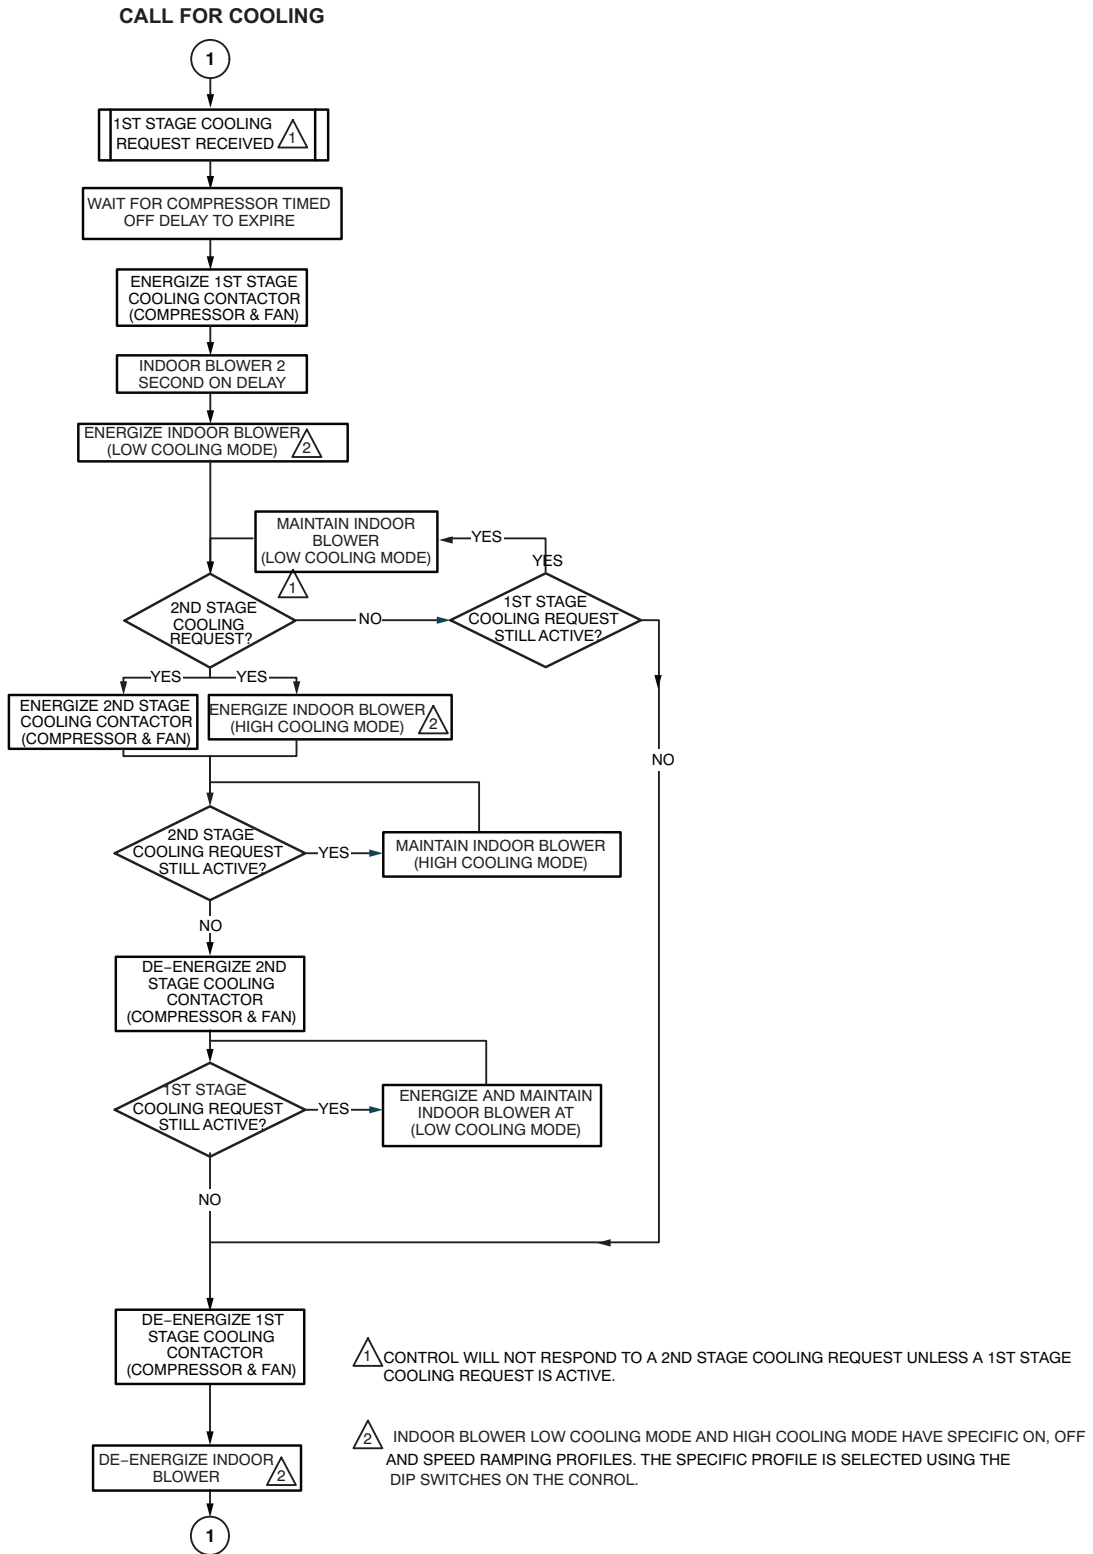 CALL FOR COOLING
1
1ST STAGE COOLING
REQUEST RECEIVED
1
WAIT FOR COMPRESSOR TIMED
OFF DELAY TO EXPIRE
ENERGIZE 1ST STAGE
COOLING CONTACTOR
(COMPRESSOR & FAN)
INDOOR BLOWER 2
SECOND ON DELAY
ENERGIZE INDOOR BLOWER
(LOW COOLING MODE)
2
MAINTAIN INDOOR
BLOWER
(LOW COOLING MODE)
1
YES
YES
2ND STAGE
COOLING
REQUEST?
NO
1ST STAGE
COOLING REQUEST
STILL ACTIVE?
YES
YES
ENERGIZE 2ND STAGE
COOLING CONTACTOR
(COMPRESSOR & FAN)
ENERGIZE INDOOR BLOWER
(HIGH COOLING MODE)
2
NO
2ND STAGE
COOLING REQUEST
STILL ACTIVE?
YES
MAINTAIN INDOOR BLOWER
(HIGH COOLING MODE)
NO
DE-ENERGIZE 2ND
STAGE COOLING
CONTACTOR
(COMPRESSOR & FAN)
1ST STAGE
COOLING REQUEST
STILL ACTIVE?
YES
ENERGIZE AND MAINTAIN
INDOOR BLOWER AT
(LOW COOLING MODE)
NO
DE-ENERGIZE 1ST
STAGE COOLING
CONTACTOR
(COMPRESSOR & FAN)
1
CONTROL WILL NOT RESPOND TO A 2ND STAGE COOLING REQUEST UNLESS A 1ST STAGE
COOLING REQUEST IS ACTIVE.
2
INDOOR BLOWER LOW COOLING MODE AND HIGH COOLING MODE HAVE SPECIFIC ON, OFF
AND SPEED RAMPING PROFILES. THE SPECIFIC PROFILE IS SELECTED USING THE
DIP SWITCHES ON THE CONROL.
DE-ENERGIZE INDOOR
BLOWER
2
1